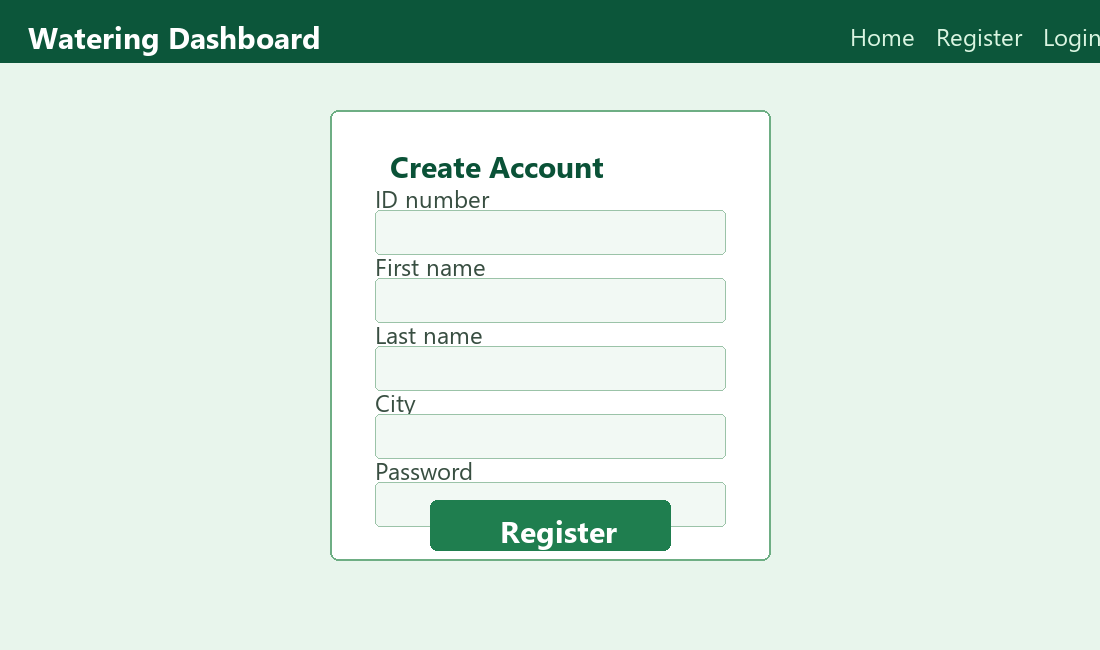 Watering Dashboard
Home Register Login
Create Account
ID number
First name
Last name
City
Password
Register